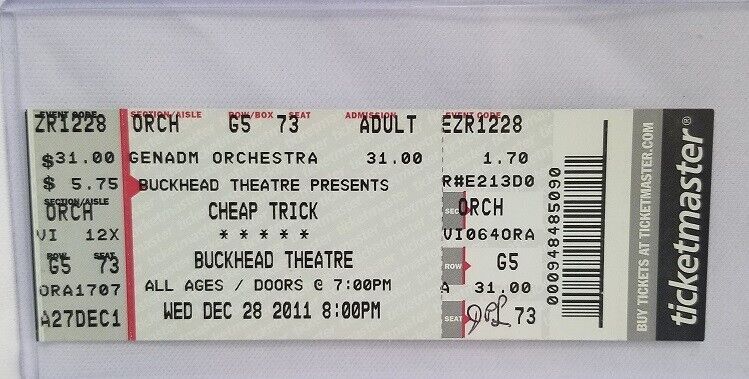 EVENT CODE SECTION/AISLE ROW/BOX SEAT ADMISSION EVENT CODE
ZR1228 ORCH G5 73 ADULT EZR1228
$31.00 GENADM ORCHESTRA 31.00 1.70
$ 5.75 BUCKHEAD THEATRE PRESENTS R#E213D0
SECTION/AISLE
ORCH CHEAP TRICK SEC ORCH
VI 12X * * * * * VI064ORA
ROW SEAT
G5 73 BUCKHEAD THEATRE ROW G5
ORA1707 ALL AGES / DOORS @ 7:00PM A 31.00
A27DEC1 WED DEC 28 2011 8:00PM SEAT 73
000948485090
BUY TICKETS AT TICKETMASTER.COM
ticketmaster®